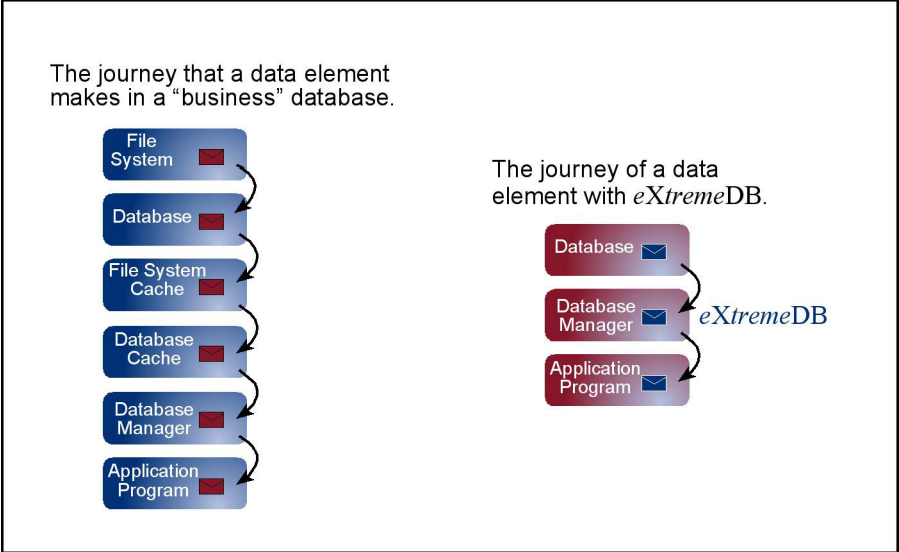 The journey that a data element
makes in a “business” database.
File
System
Database
File System
Cache
Database
Cache
Database
Manager
Application
Program
The journey of a data
element with eXtremeDB.
Database
Database
Manager
eXtremeDB
Application
Program